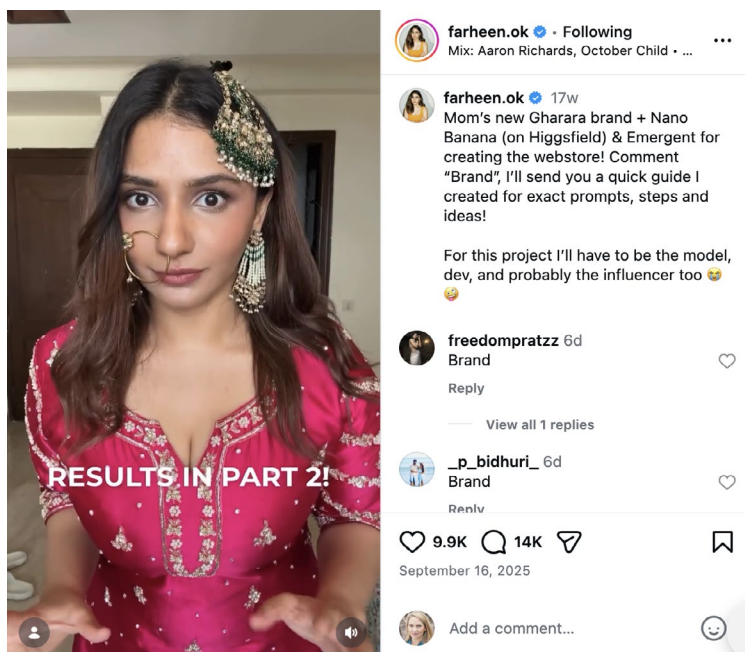 RESULTS IN PART 2!
farheen.ok • Following
Mix: Aaron Richards, October Child • ...
farheen.ok 17w
Mom's new Gharara brand + Nano
Banana (on Higgsfield) & Emergent for
creating the webstore! Comment
"Brand", I'll send you a quick guide I
created for exact prompts, steps and
ideas!
For this project I'll have to be the model,
dev, and probably the influencer too 😭
🤪
freedompratzz 6d
Brand
Reply
View all 1 replies
_p_bidhuri_ 6d
Brand
Reply
9.9K 14K
September 16, 2025
Add a comment...